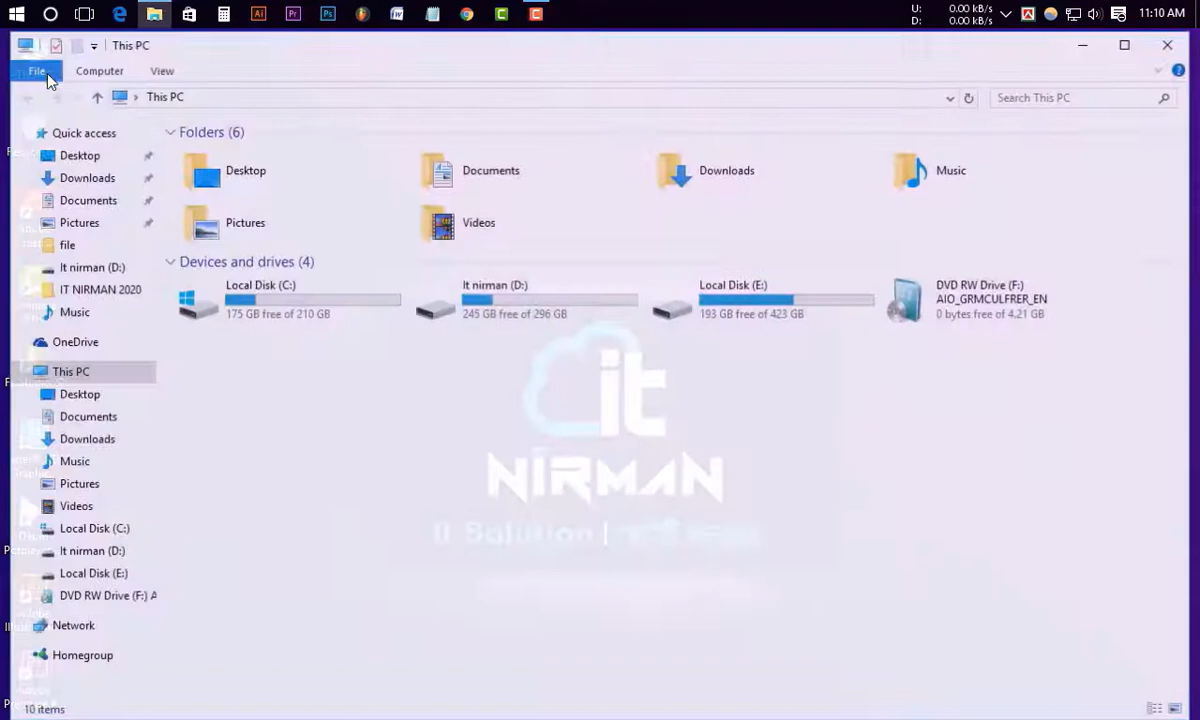 Ai
Pr
Ps
U: 0.00 kB/s
D: 0.00 kB/s
11:10 AM
This PC
File
Computer
View
This PC
Search This PC
Quick access
Desktop
Downloads
Documents
Pictures
file
It nirman (D:)
IT NIRMAN 2020
Music
OneDrive
This PC
Desktop
Documents
Downloads
Music
Pictures
Videos
Local Disk (C:)
It nirman (D:)
Local Disk (E:)
DVD RW Drive (F:) A
Network
Homegroup
Folders (6)
Desktop
Documents
Downloads
Music
Pictures
Videos
Devices and drives (4)
Local Disk (C:)
175 GB free of 210 GB
It nirman (D:)
245 GB free of 296 GB
Local Disk (E:)
193 GB free of 423 GB
DVD RW Drive (F:)
AIO_GRMCULFRER_EN
0 bytes free of 4.21 GB
it
NIRMAN
It Solution |
10 items